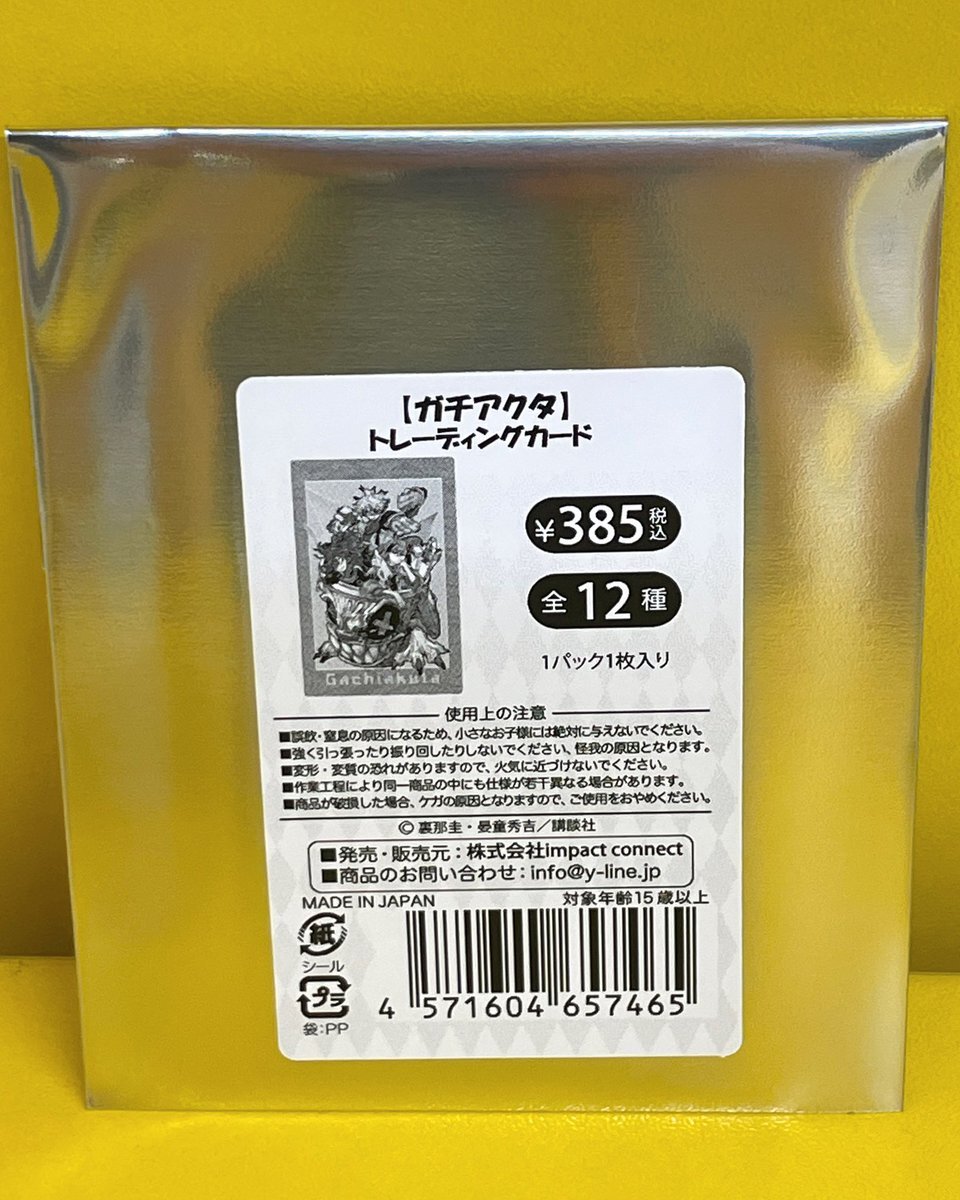 【ガチアクタ】
トレーディングカード
¥385税込
全12種
1パック1枚入り
Gachiakuta
使用上の注意
■誤飲・窒息の原因になるため、小さなお子様には絶対に与えないでください。
■強く引っ張ったり振り回したりしないでください、怪我の原因となります。
■変形・変質の恐れがありますので、火気に近づけないでください。
■作業工程により同一商品の中にも仕様が若干異なる場合があります。
■商品が破損した場合、ケガの原因となりますので、ご使用をおやめください。
© 裏那圭・晏童秀吉／講談社
■発売・販売元：株式会社impact connect
■商品のお問い合わせ：info@y-line.jp
MADE IN JAPAN
対象年齢15歳以上
紙
シール
プラ
袋:PP
4 571604 657465